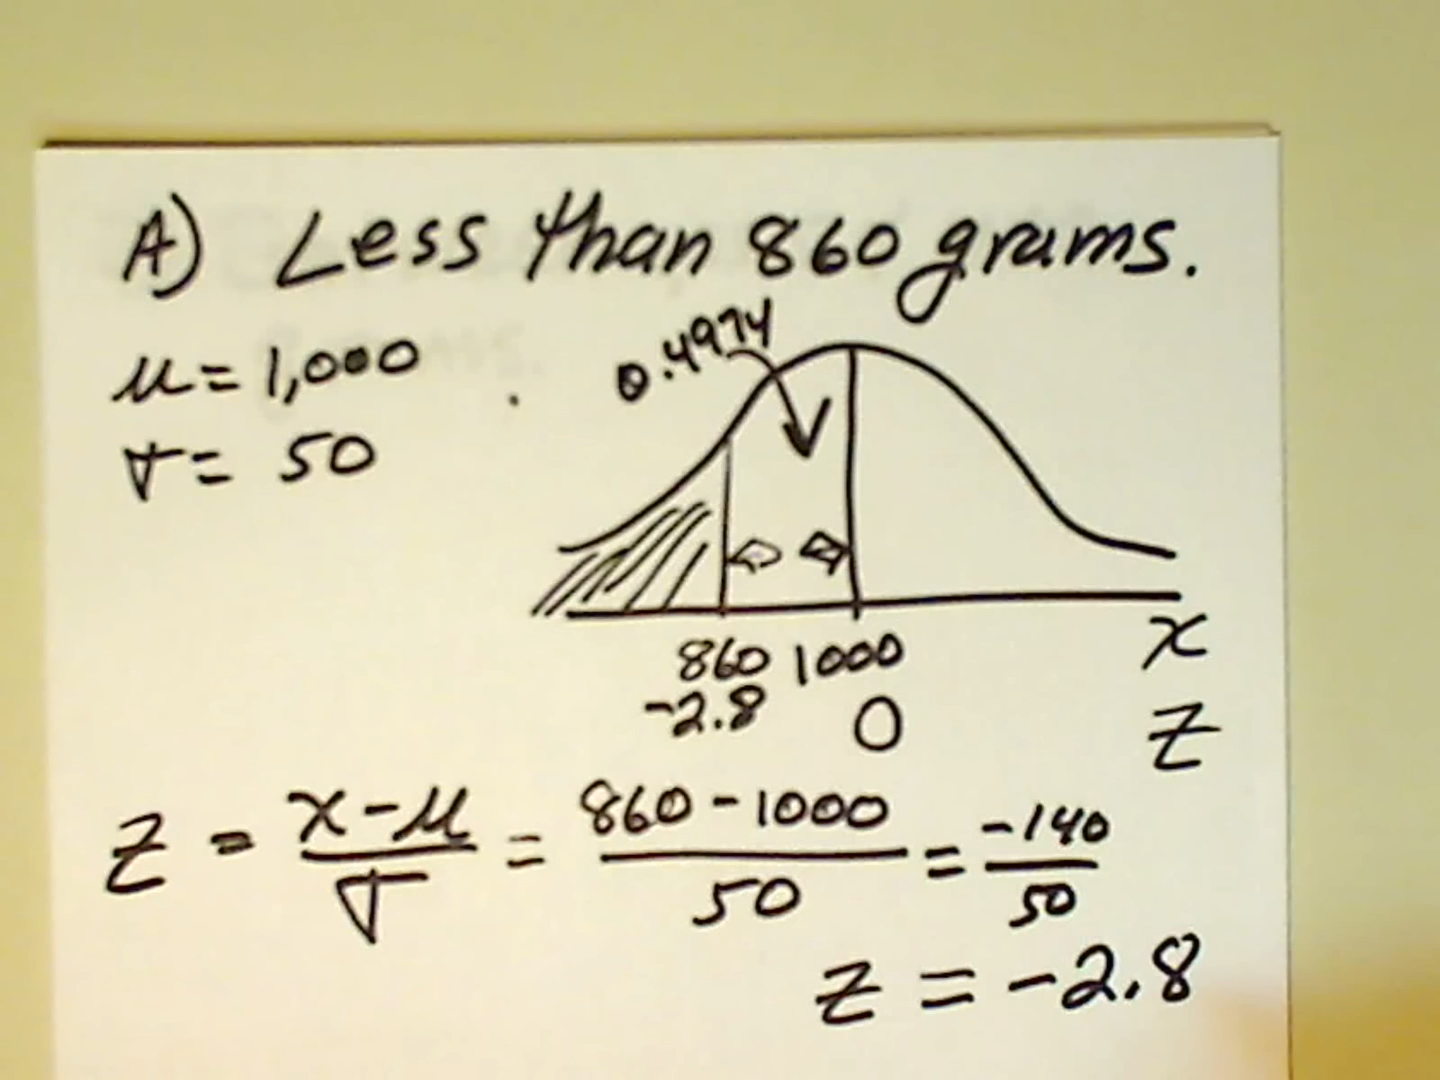 A) Less than 860 grams.
μ = 1,000
0.4974
σ = 50
860 1000 x
-2.8 0 z
z = x-μ/σ = 860-1000/50 = -140/50
z = -2.8